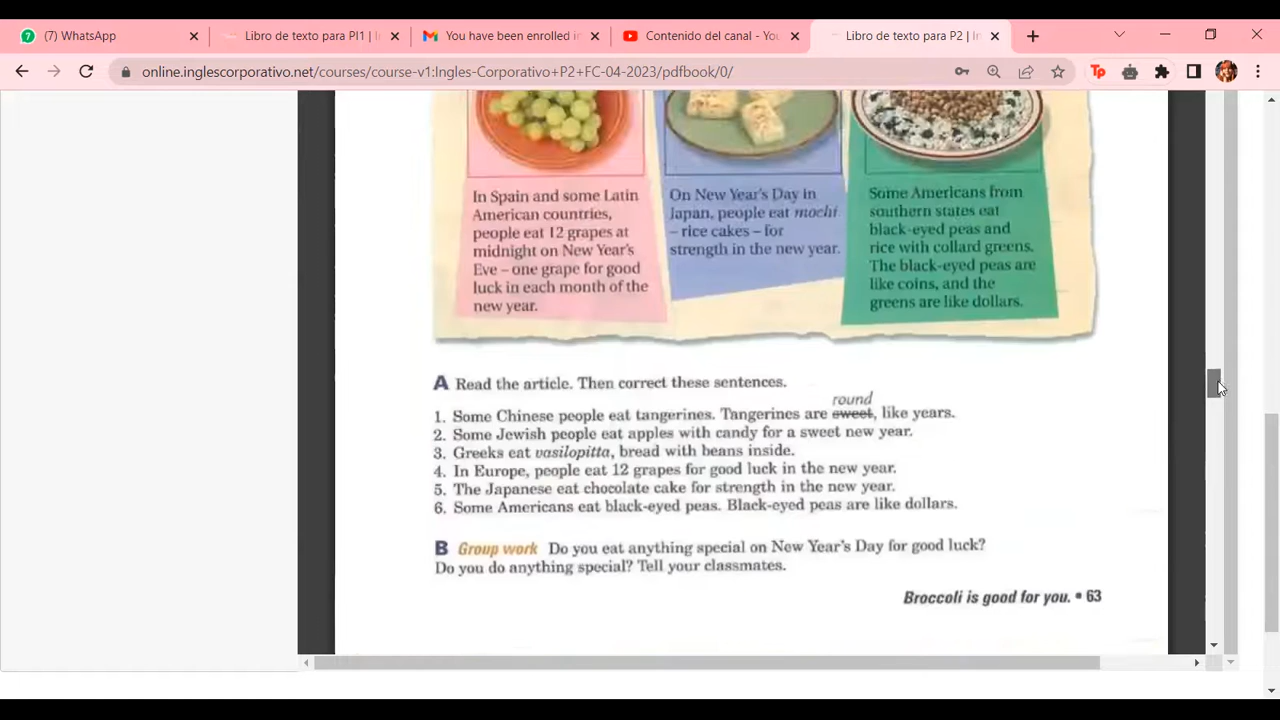 (7) WhatsApp
Libro de texto para PI1 | I
You have been enrolled i
Contenido del canal - You
Libro de texto para P2 | In
online.inglescorporativo.net/courses/course-v1:Ingles-Corporativo+P2+FC-04-2023/pdfbook/0/
In Spain and some Latin
American countries,
people eat 12 grapes at
midnight on New Year's
Eve – one grape for good
luck in each month of the
new year.
On New Year's Day in
Japan, people eat mochi
– rice cakes – for
strength in the new year.
Some Americans from
southern states eat
black-eyed peas and
rice with collard greens.
The black-eyed peas are
like coins, and the
greens are like dollars.
A Read the article. Then correct these sentences.
round
1. Some Chinese people eat tangerines. Tangerines are sweet, like years.
2. Some Jewish people eat apples with candy for a sweet new year.
3. Greeks eat vasilopitta, bread with beans inside.
4. In Europe, people eat 12 grapes for good luck in the new year.
5. The Japanese eat chocolate cake for strength in the new year.
6. Some Americans eat black-eyed peas. Black-eyed peas are like dollars.
B Group work Do you eat anything special on New Year's Day for good luck?
Do you do anything special? Tell your classmates.
Broccoli is good for you. • 63